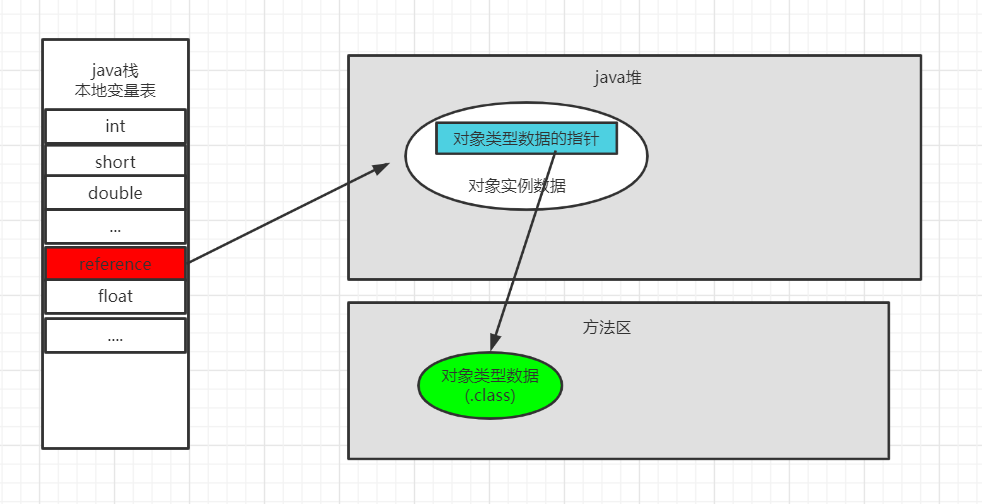 java栈
本地变量表
int
short
double
...
reference
float
....
java堆
对象类型数据的指针
对象实例数据
方法区
对象类型数据
(.class)